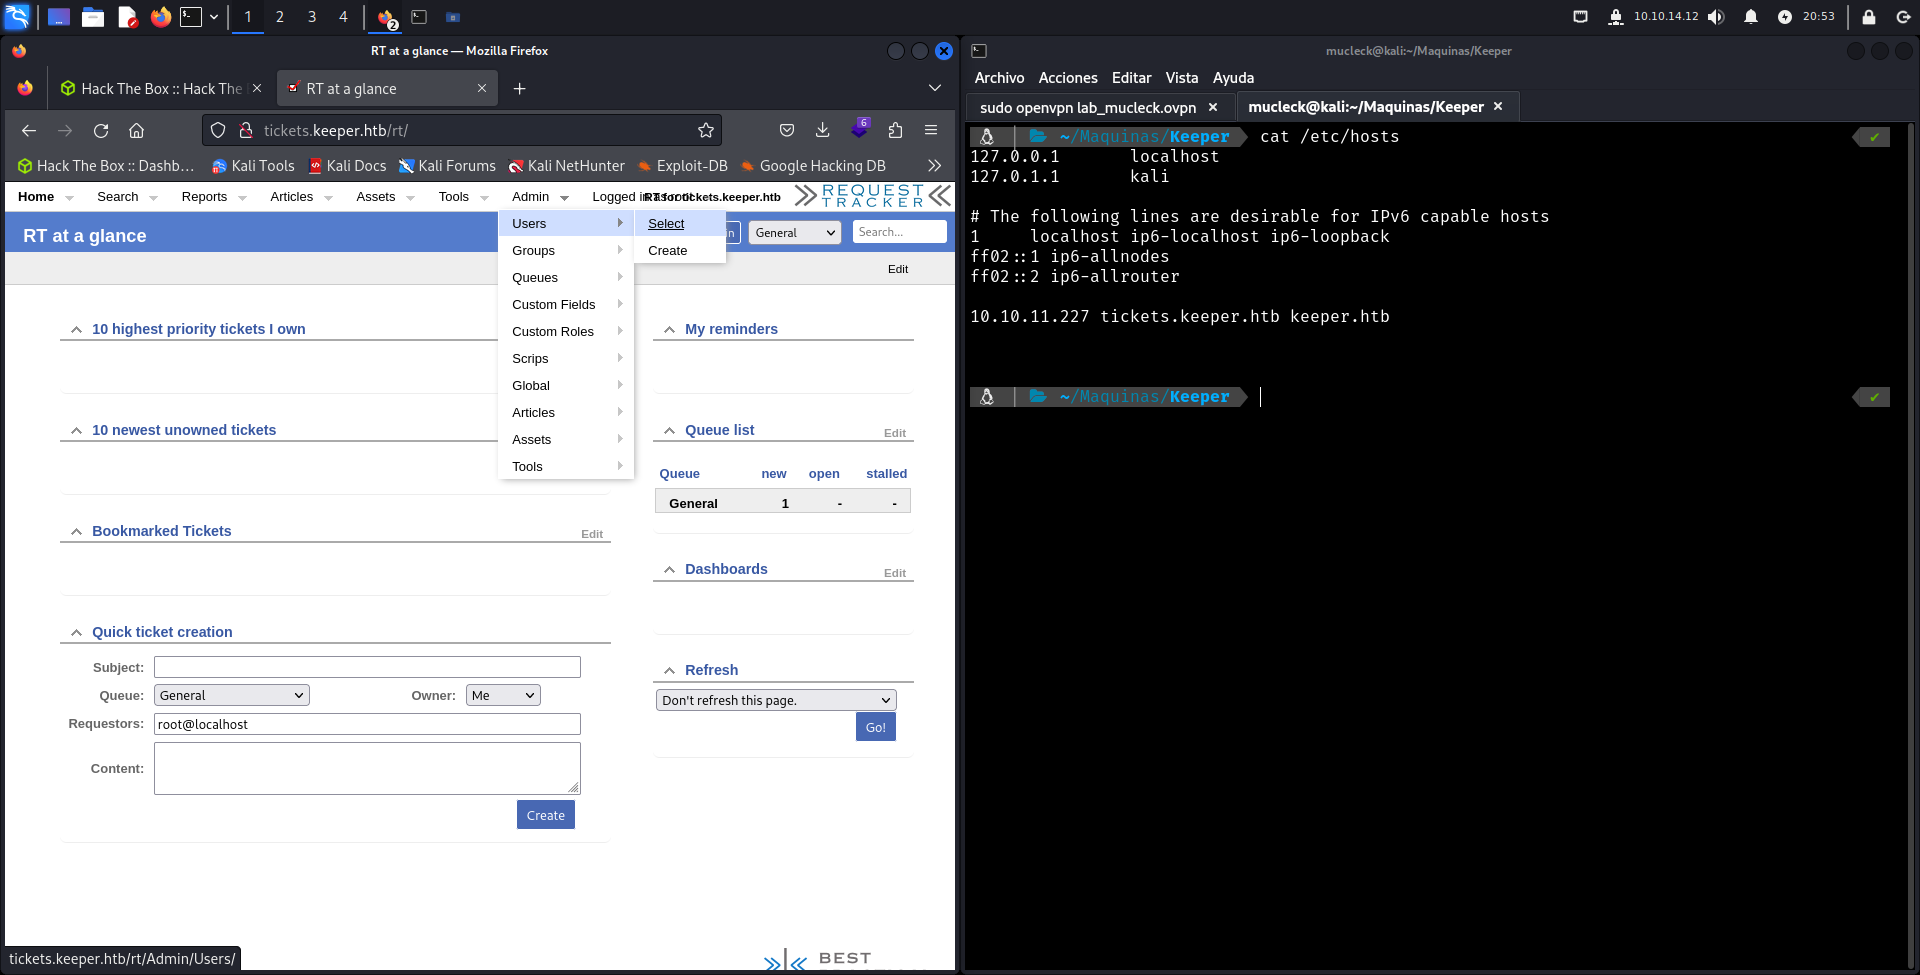 1 2 3 4
2
10.10.14.12
20:53
RT at a glance — Mozilla Firefox
Hack The Box :: Hack The
RT at a glance
tickets.keeper.htb/rt/
6
Hack The Box :: Dashb…
Kali Tools
Kali Docs
Kali Forums
Kali NetHunter
Exploit-DB
Google Hacking DB
Home
Search
Reports
Articles
Assets
Tools
Admin
Logged in as root
RT for tickets.keeper.htb
REQUEST
TRACKER
RT at a glance
General
Search...
Edit
Users
Groups
Queues
Custom Fields
Custom Roles
Scrips
Global
Articles
Assets
Tools
Select
Create
10 highest priority tickets I own
10 newest unowned tickets
Bookmarked Tickets
Edit
Quick ticket creation
Subject:
Queue: General Owner: Me
Requestors: root@localhost
Content:
Create
My reminders
Queue list
Edit
Queue new open stalled
General 1 - -
Dashboards
Edit
Refresh
Don't refresh this page.
Go!
BEST
tickets.keeper.htb/rt/Admin/Users/
mucleck@kali:~/Maquinas/Keeper
Archivo Acciones Editar Vista Ayuda
sudo openvpn lab_mucleck.ovpn
mucleck@kali:~/Maquinas/Keeper
~/Maquinas/Keeper cat /etc/hosts
127.0.0.1 localhost
127.0.1.1 kali
# The following lines are desirable for IPv6 capable hosts
1 localhost ip6-localhost ip6-loopback
ff02::1 ip6-allnodes
ff02::2 ip6-allrouter
10.10.11.227 tickets.keeper.htb keeper.htb
~/Maquinas/Keeper